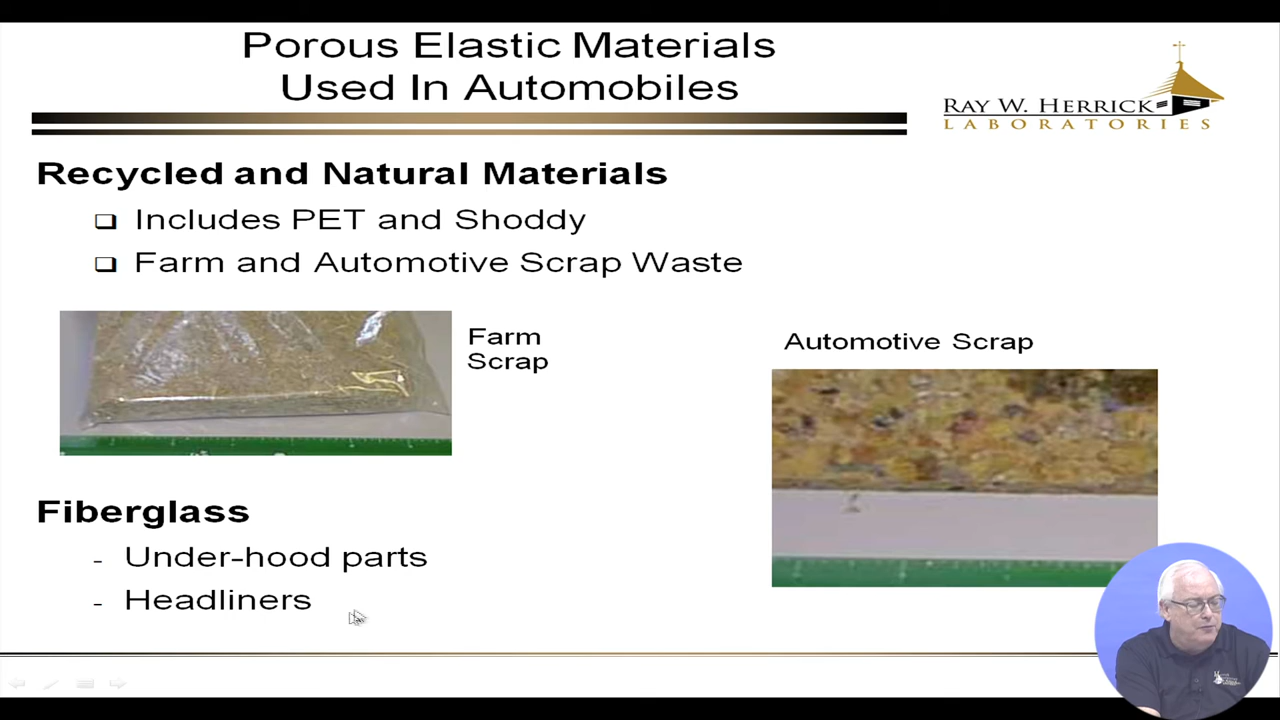 Porous Elastic Materials
Used In Automobiles
RAY W. HERRICK
LABORATORIES
Recycled and Natural Materials
Includes PET and Shoddy
Farm and Automotive Scrap Waste
Farm
Scrap
Automotive Scrap
Fiberglass
- Under-hood parts
- Headliners